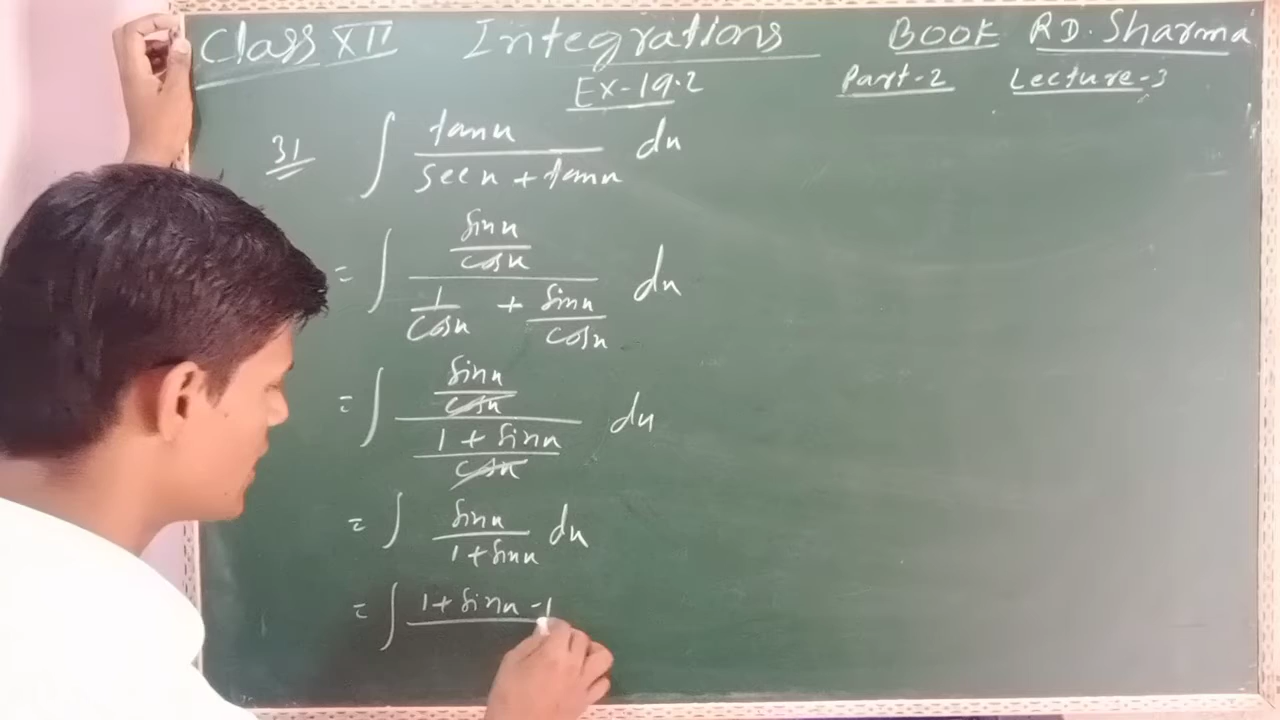 Class XII Integrations Book RD. Sharma
Ex-19.2 Part-2 Lecture-3
31 ∫ tanx / (secx + tanx) dx
= ∫ (sinx/cosx) / (1/cosx + sinx/cosx) dx
= ∫ (sinx/cosx) / ((1 + sinx)/cosx) dx
= ∫ sinx / (1 + sinx) dx
= ∫ 1 + sinx - 1